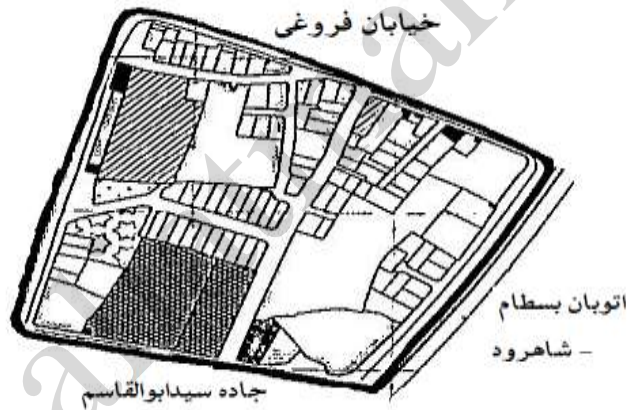 خیابان فروغی
اتوبان بسطام
– شاهرود
جاده سیدابوالقاسم